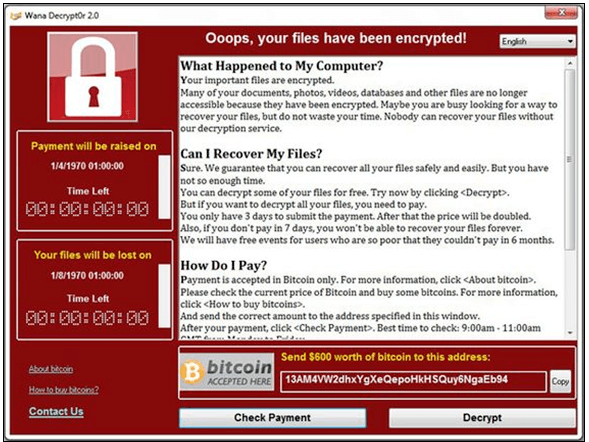 Wana Decrypt0r 2.0
Ooops, your files have been encrypted!
English
Payment will be raised on
1/4/1970 01:00:00
Time Left
00:00:00:00
Your files will be lost on
1/8/1970 01:00:00
Time Left
00:00:00:00
About bitcoin
How to buy bitcoins?
Contact Us
What Happened to My Computer?
Your important files are encrypted.
Many of your documents, photos, videos, databases and other files are no longer
accessible because they have been encrypted. Maybe you are busy looking for a way to
recover your files, but do not waste your time. Nobody can recover your files without
our decryption service.
Can I Recover My Files?
Sure. We guarantee that you can recover all your files safely and easily. But you have
not so enough time.
You can decrypt some of your files for free. Try now by clicking <Decrypt>.
But if you want to decrypt all your files, you need to pay.
You only have 3 days to submit the payment. After that the price will be doubled.
Also, if you don't pay in 7 days, you won't be able to recover your files forever.
We will have free events for users who are so poor that they couldn't pay in 6 months.
How Do I Pay?
Payment is accepted in Bitcoin only. For more information, click <About bitcoin>.
Please check the current price of Bitcoin and buy some bitcoins. For more information,
click <How to buy bitcoins>.
And send the correct amount to the address specified in this window.
After your payment, click <Check Payment>. Best time to check: 9:00am - 11:00am
GMT from Monday to Friday.
bitcoin
ACCEPTED HERE
Send $600 worth of bitcoin to this address:
13AM4VW2dhxYgXeQepoHkHSQuy6NgaEb94
Copy
Check Payment
Decrypt